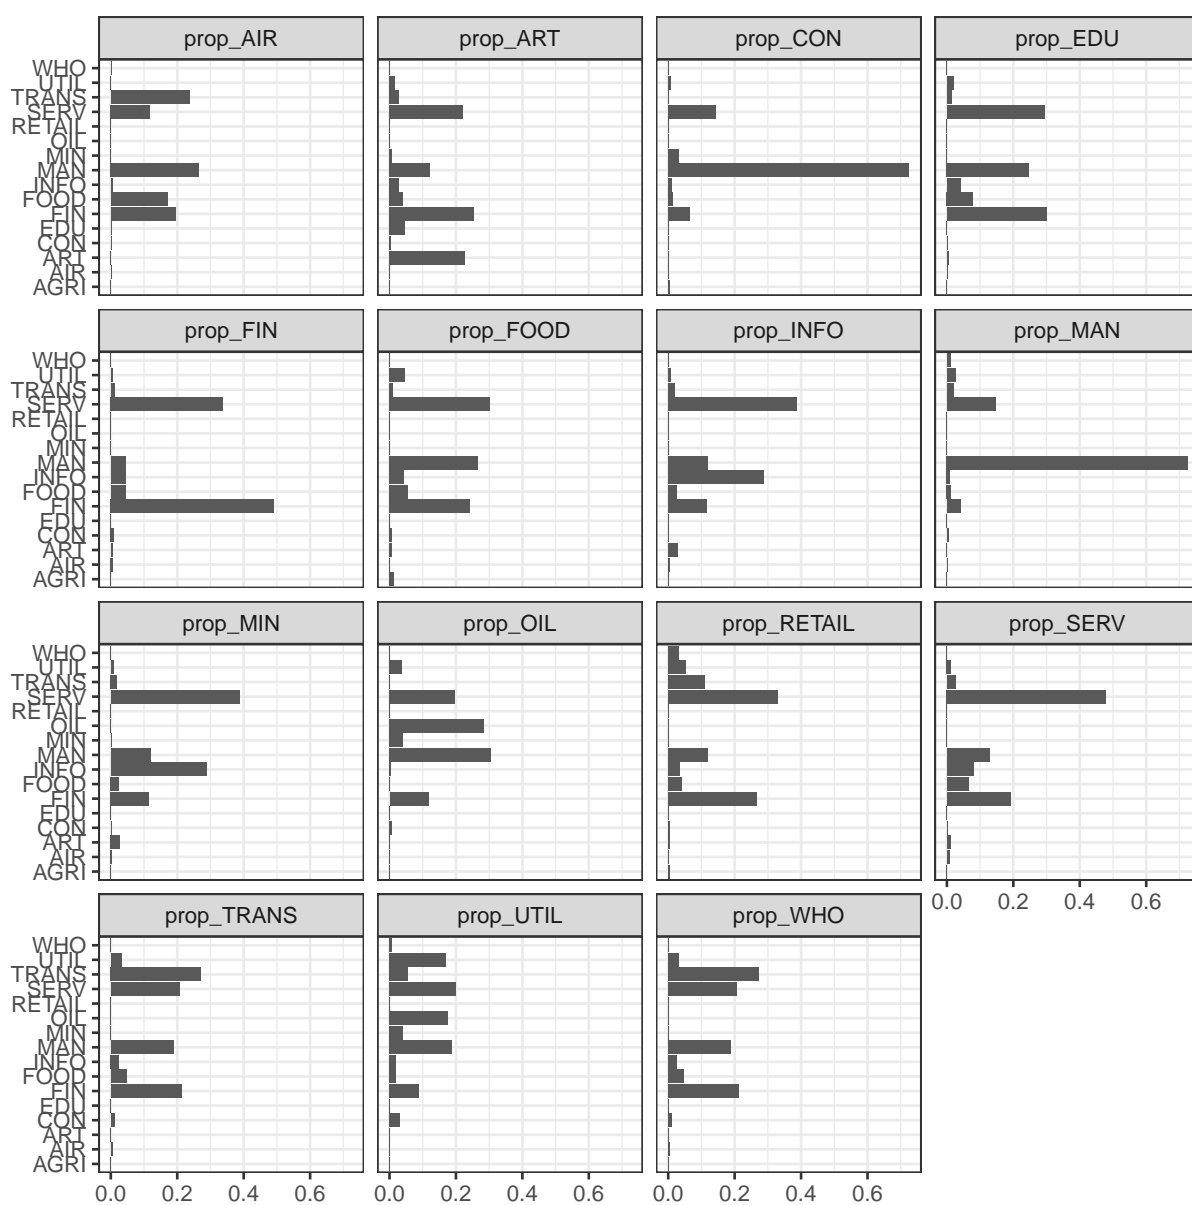 prop_AIR prop_ART prop_CON prop_EDU
WHO
UTIL
TRANS
SERV
RETAIL
OIL
MIN
MAN
INFO
FOOD
FIN
EDU
CON
ART
AIR
AGRI
prop_FIN prop_FOOD prop_INFO prop_MAN
WHO
UTIL
TRANS
SERV
RETAIL
OIL
MIN
MAN
INFO
FOOD
FIN
EDU
CON
ART
AIR
AGRI
prop_MIN prop_OIL prop_RETAIL prop_SERV
WHO
UTIL
TRANS
SERV
RETAIL
OIL
MIN
MAN
INFO
FOOD
FIN
EDU
CON
ART
AIR
AGRI
0.0 0.2 0.4 0.6
prop_TRANS prop_UTIL prop_WHO
WHO
UTIL
TRANS
SERV
RETAIL
OIL
MIN
MAN
INFO
FOOD
FIN
EDU
CON
ART
AIR
AGRI
0.0 0.2 0.4 0.6 0.0 0.2 0.4 0.6 0.0 0.2 0.4 0.6